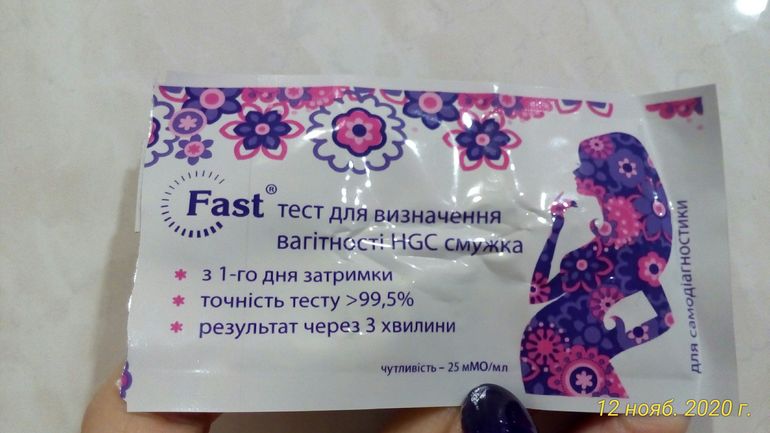 Fast®
тест для визначення
вагітності HGC смужка
* з 1-го дня затримки
* точність тесту >99,5%
* результат через 3 хвилини
чутливість – 25 мМО/мл
для самодіагностики
12 нояб. 2020 г.